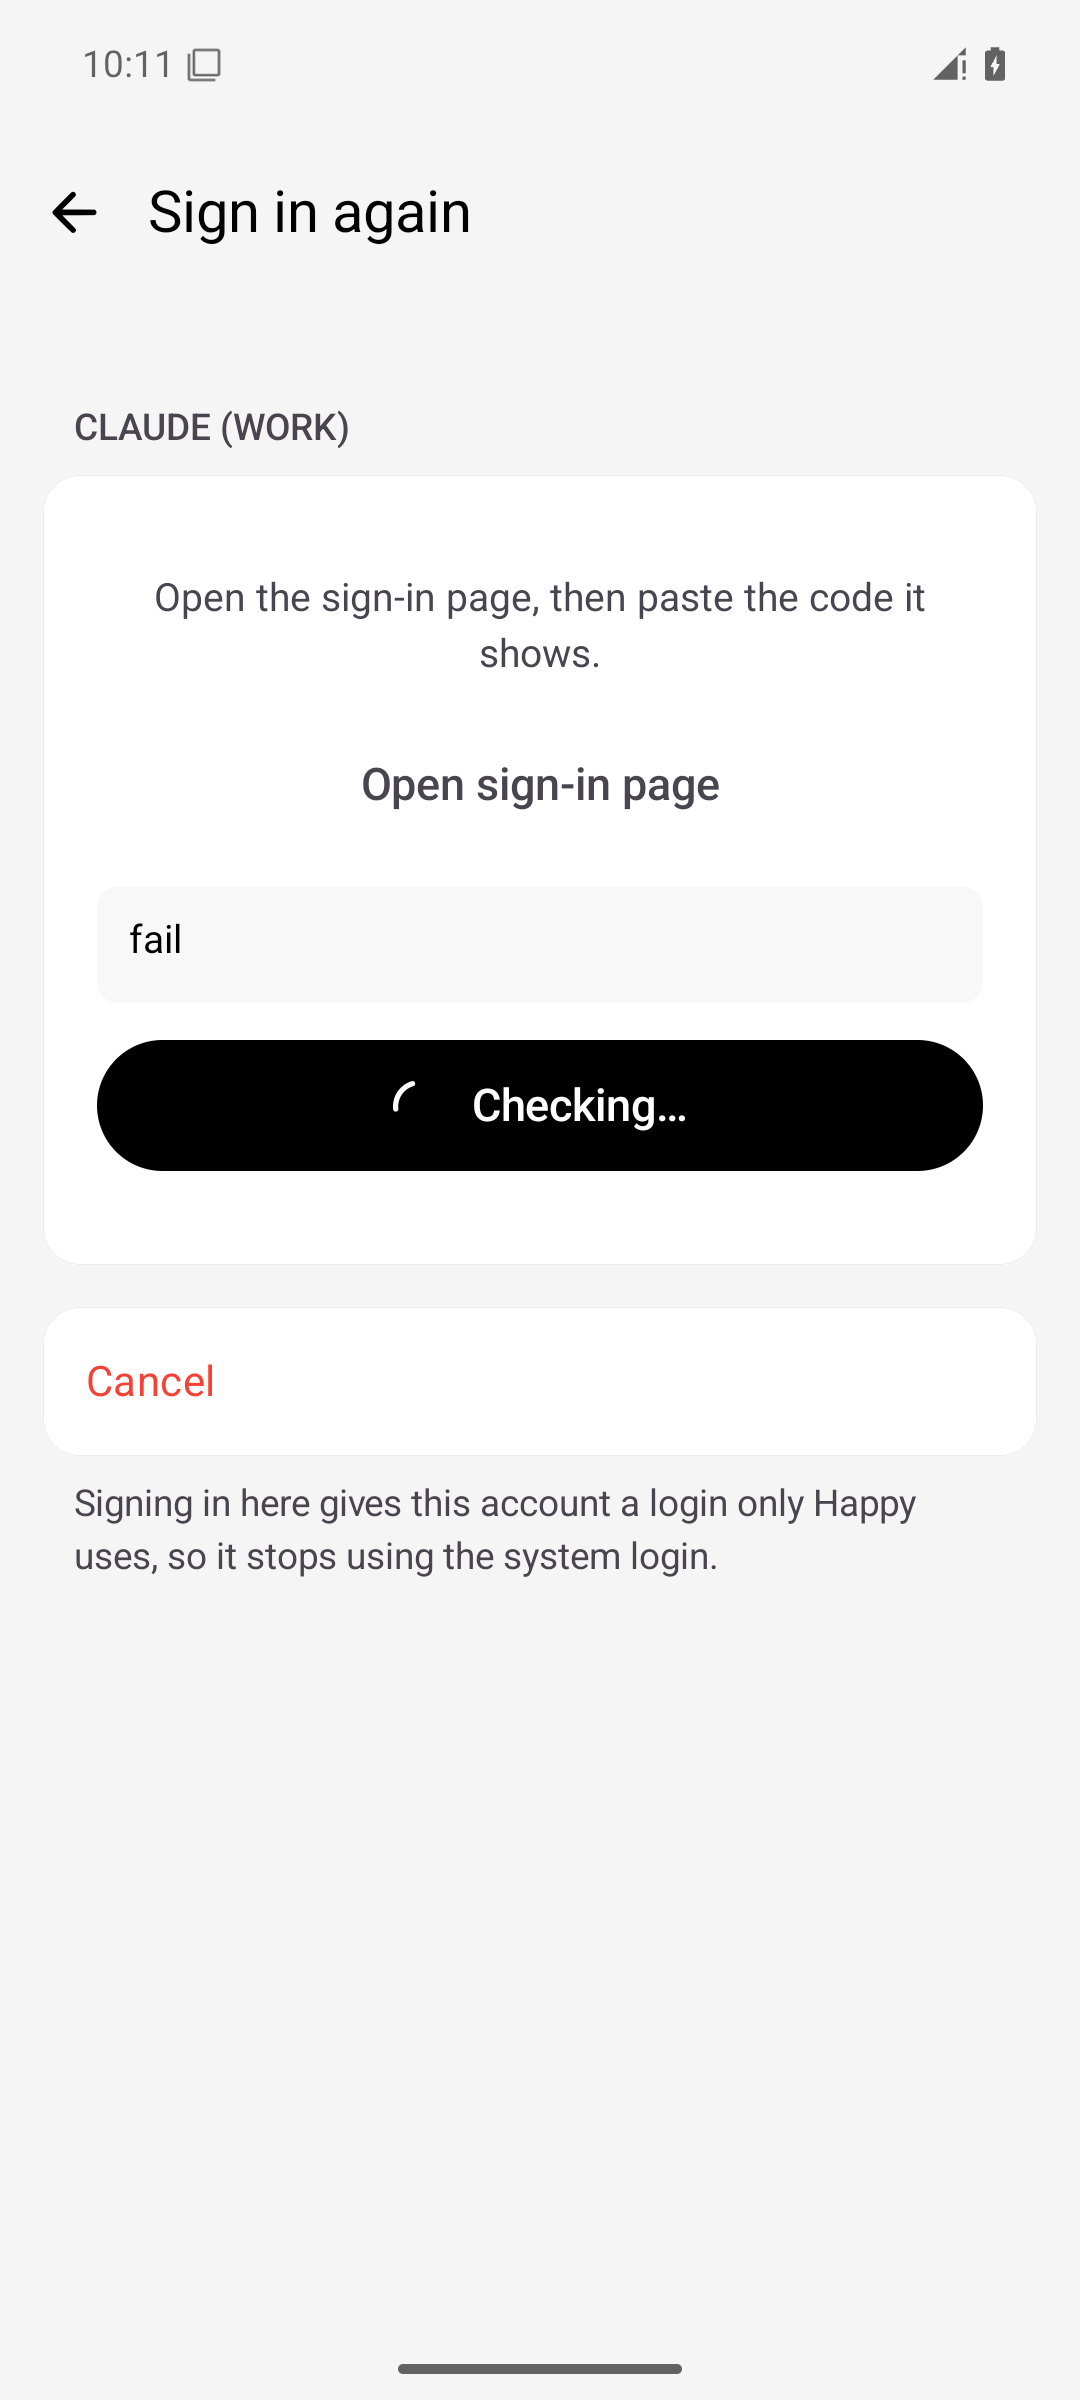 10:11
Sign in again
CLAUDE (WORK)
Open the sign-in page, then paste the code it
shows.
Open sign-in page
fail
Checking...
Cancel
Signing in here gives this account a login only Happy
uses, so it stops using the system login.